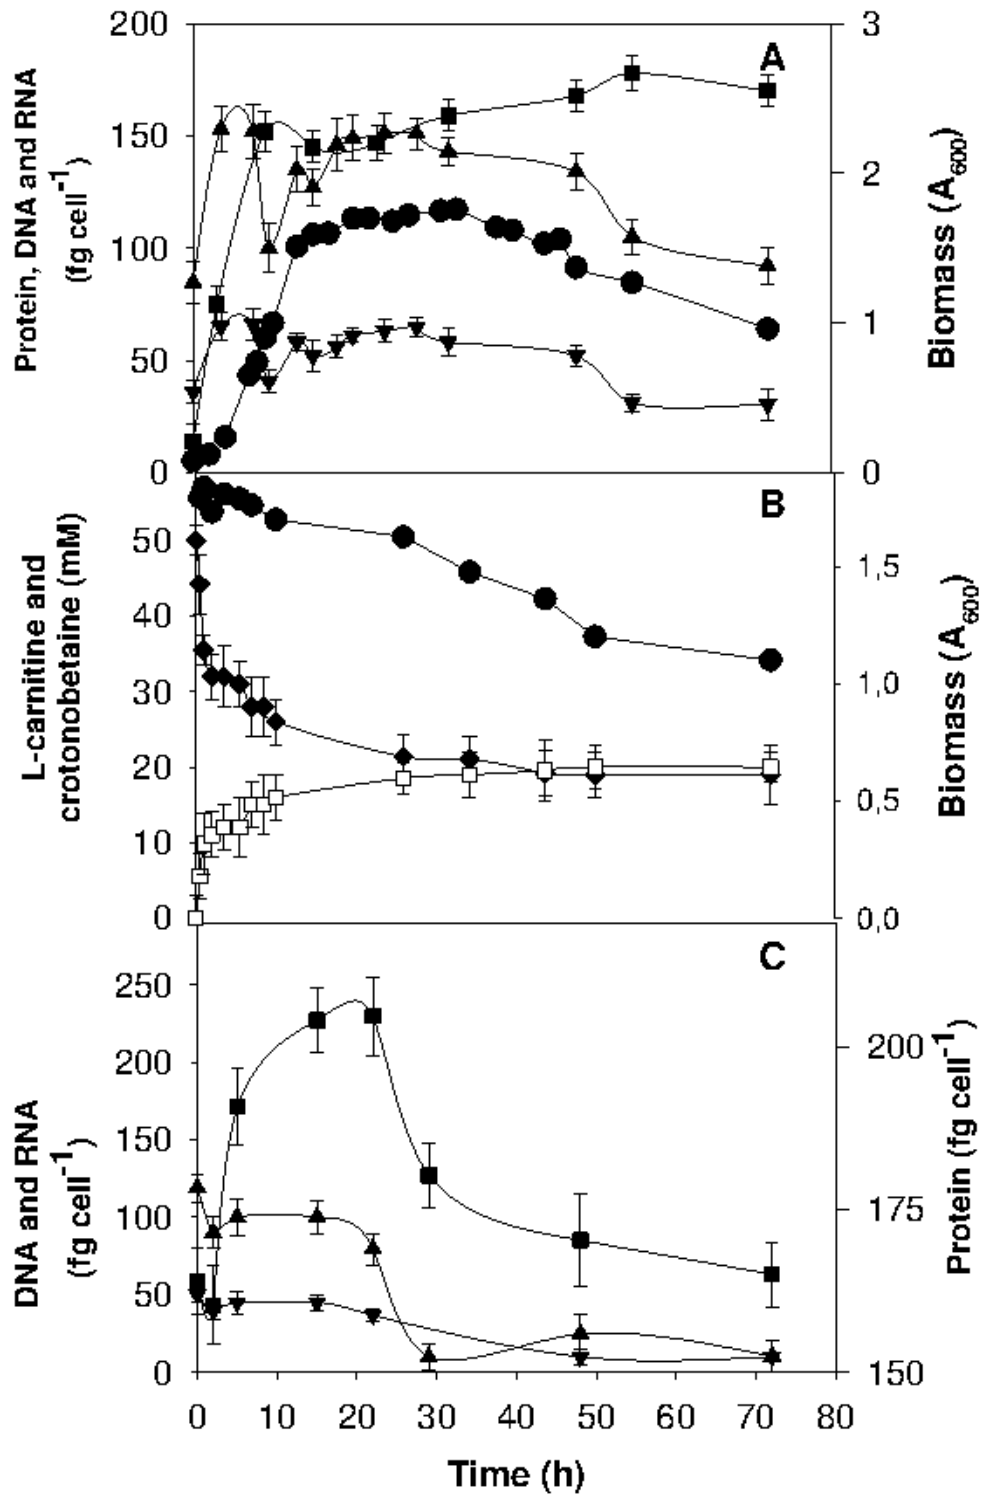 200
150
100
50
0
Protein, DNA and RNA
(fg cell⁻¹)
A
3
2
1
0
Biomass (A₆₀₀)
50
40
30
20
10
0
L-carnitine and
crotonobetaine (mM)
B
1,5
1,0
0,5
0,0
Biomass (A₆₀₀)
250
200
150
100
50
0
DNA and RNA
(fg cell⁻¹)
C
200
175
150
Protein (fg cell⁻¹)
0 10 20 30 40 50 60 70 80
Time (h)